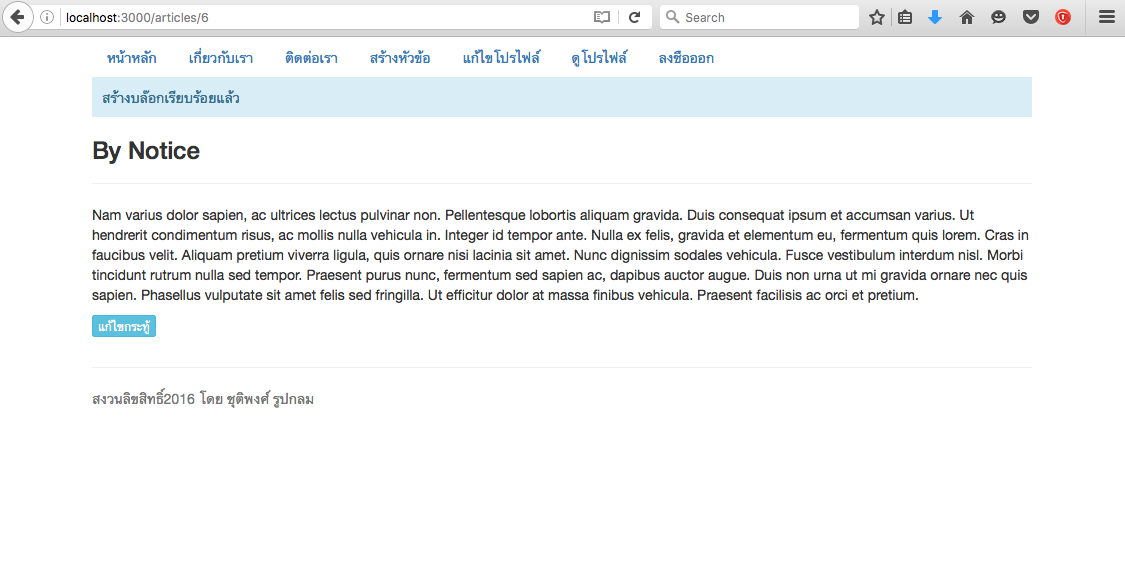 localhost:3000/articles/6
Search
หน้าหลัก เกี่ยวกับเรา ติดต่อเรา สร้างหัวข้อ แก้ไขโปรไฟล์ ดูโปรไฟล์ ลงชือออก
สร้างบล๊อกเรียบร้อยแล้ว
By Notice
Nam varius dolor sapien, ac ultrices lectus pulvinar non. Pellentesque lobortis aliquam gravida. Duis consequat ipsum et accumsan varius. Ut
hendrerit condimentum risus, ac mollis nulla vehicula in. Integer id tempor ante. Nulla ex felis, gravida et elementum eu, fermentum quis lorem. Cras in
faucibus velit. Aliquam pretium viverra ligula, quis ornare nisi lacinia sit amet. Nunc dignissim sodales vehicula. Fusce vestibulum interdum nisl. Morbi
tincidunt rutrum nulla sed tempor. Praesent purus nunc, fermentum sed sapien ac, dapibus auctor augue. Duis non urna ut mi gravida ornare nec quis
sapien. Phasellus vulputate sit amet felis sed fringilla. Ut efficitur dolor at massa finibus vehicula. Praesent facilisis ac orci et pretium.
แก้ไขกระทู้
สงวนลิขสิทธิ์2016 โดย ชุติพงศ์ รูปกลม